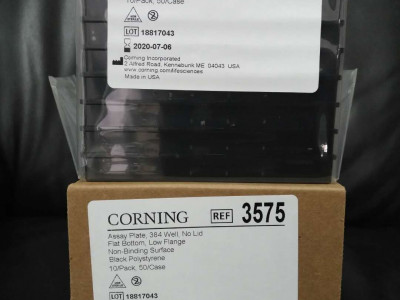 10/Pack, 50/Case
LOT 18817043
2020-07-06
Corning Incorporated
2 Alfred Road, Kennebunk ME 04043 USA
www.corning.com/lifesciences
Made in USA
CORNING REF 3575
Assay Plate, 384 Well, No Lid
Flat Bottom, Low Flange
Non-Binding Surface
Black Polystyrene
10/Pack, 50/Case
LOT 18817043